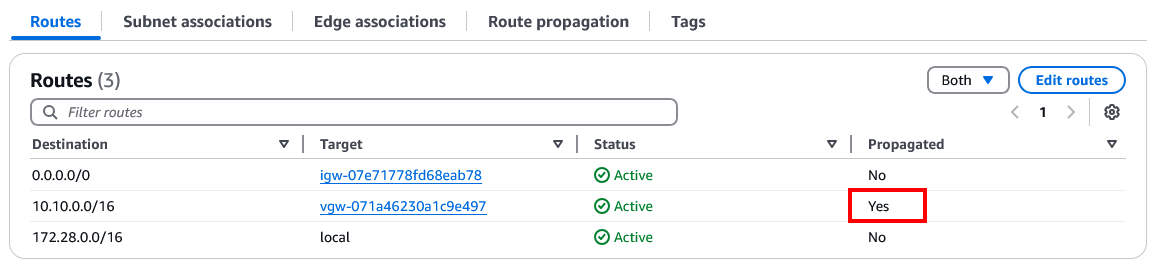 Routes Subnet associations Edge associations Route propagation Tags
Routes (3) Both Edit routes
Filter routes 1
Destination Target Status Propagated
0.0.0.0/0 igw-07e71778fd68eab78 Active No
10.10.0.0/16 vgw-071a46230a1c9e497 Active Yes
172.28.0.0/16 local Active No